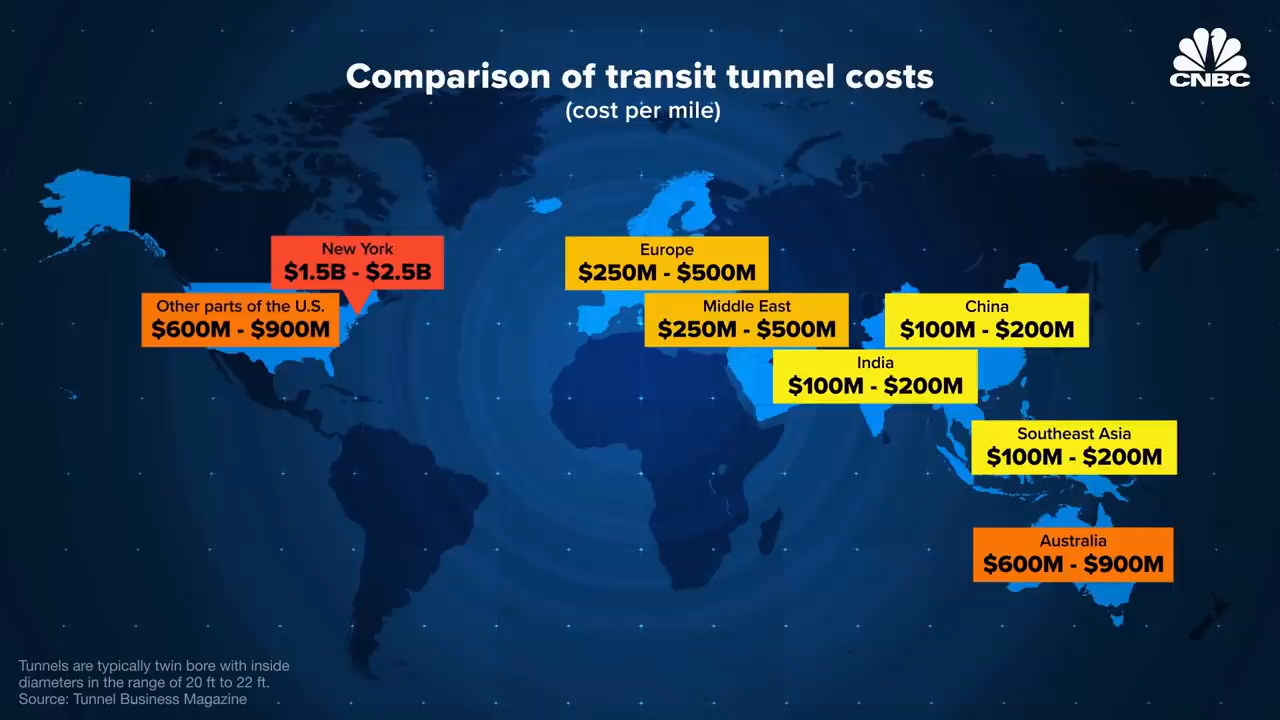 Comparison of transit tunnel costs
(cost per mile)
CNBC
New York
$1.5B - $2.5B
Other parts of the U.S.
$600M - $900M
Europe
$250M - $500M
Middle East
$250M - $500M
China
$100M - $200M
India
$100M - $200M
Southeast Asia
$100M - $200M
Australia
$600M - $900M
Tunnels are typically twin bore with inside
diameters in the range of 20 ft to 22 ft.
Source: Tunnel Business Magazine